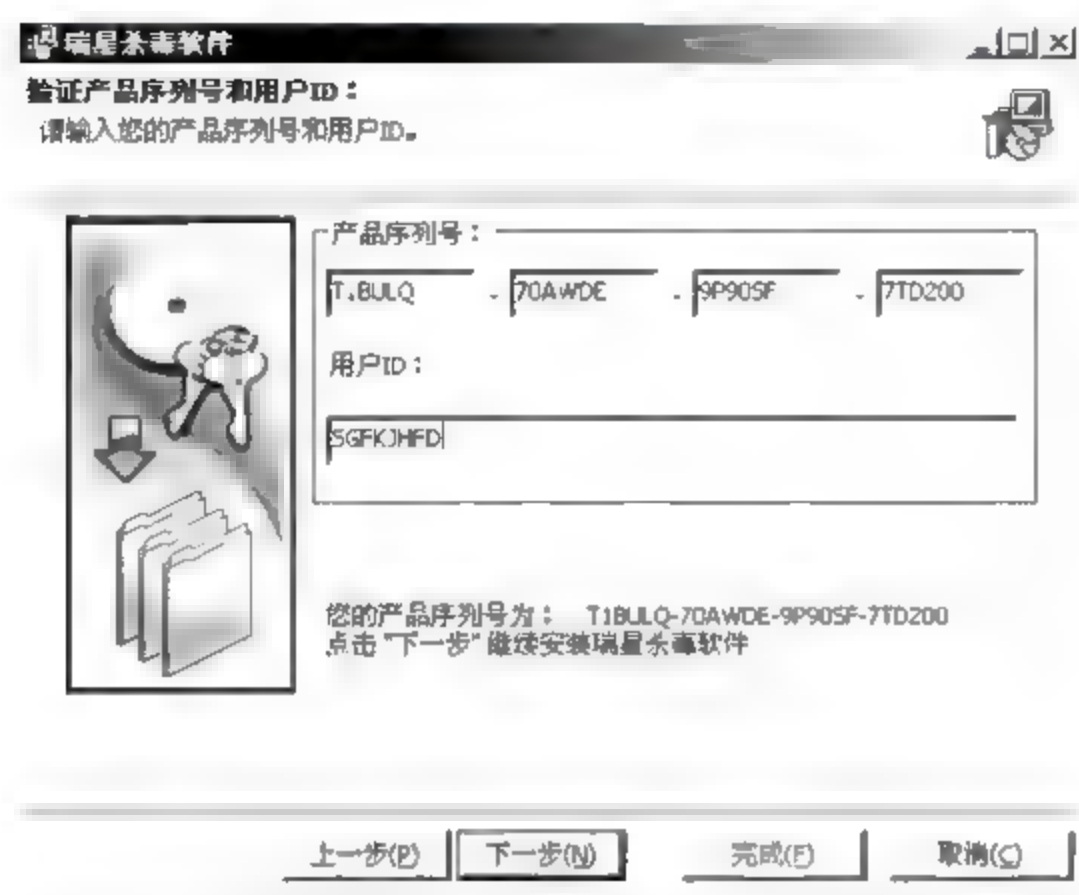 瑞星杀毒软件
验证产品序列号和用户ID：
请输入您的产品序列号和用户ID。
产品序列号：
T1BULQ - 70AWDE - 9P90SF - 7TD200
用户ID：
SGFKJHFD
您的产品序列号为： T1BULQ-70AWDE-9P90SF-7TD200
点击"下一步"继续安装瑞星杀毒软件
上一步(P) 下一步(N) 完成(F) 取消(C)